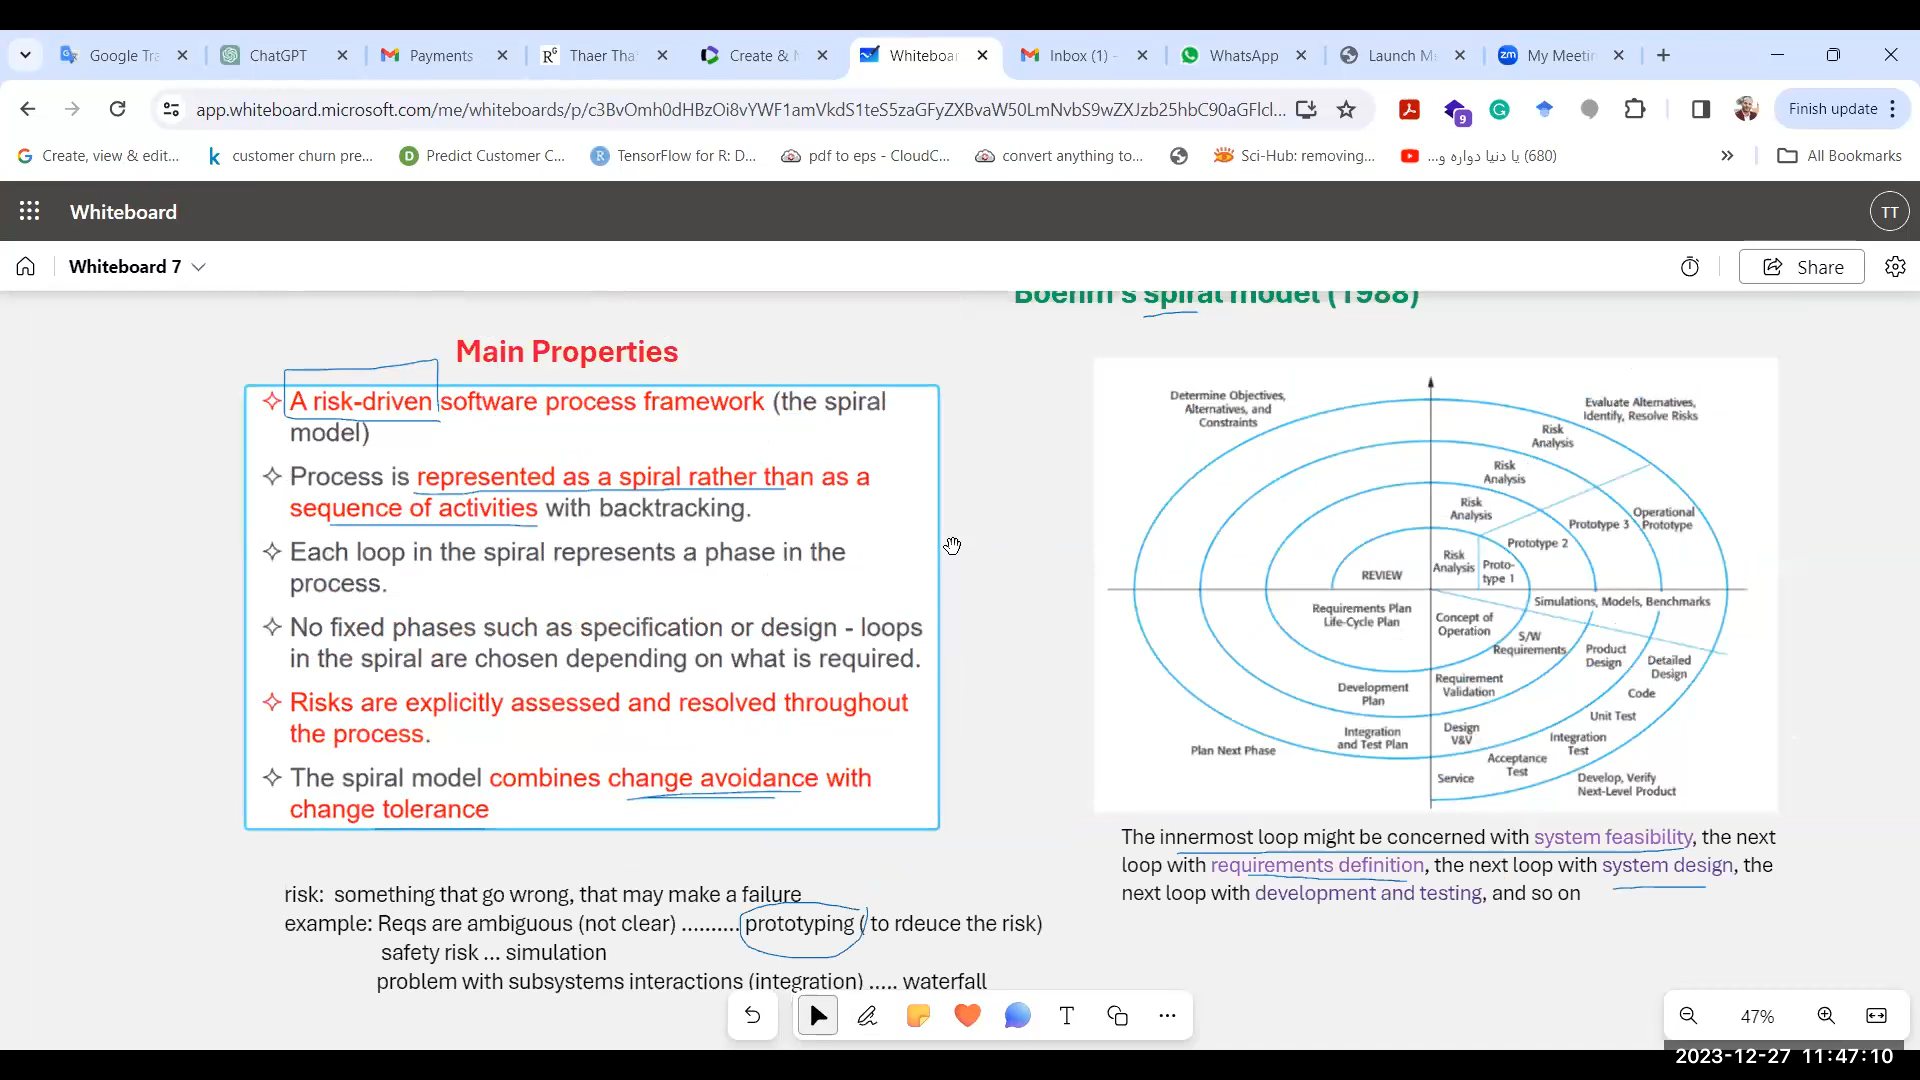 Google Tra
ChatGPT
Payments
Thaer Tha
Create & N
Whiteboar
Inbox (1) -
WhatsApp
Launch M
My Meetin
app.whiteboard.microsoft.com/me/whiteboards/p/c3BvOmh0dHBzOi8vYWF1amVkdS1teS5zaGFyZXBvaW50LmNvbS9wZXJzb25hbC90aGFlcl...
9
Finish update
Create, view & edit...
customer churn pre...
Predict Customer C...
TensorFlow for R: D...
pdf to eps - CloudC...
convert anything to...
Sci-Hub: removing...
(680) يا دنيا دواره و...
All Bookmarks
Whiteboard
TT
Whiteboard 7
Share
Boehm's spiral model (1988)
Main Properties
A risk-driven software process framework (the spiral
model)
Process is represented as a spiral rather than as a
sequence of activities with backtracking.
Each loop in the spiral represents a phase in the
process.
No fixed phases such as specification or design - loops
in the spiral are chosen depending on what is required.
Risks are explicitly assessed and resolved throughout
the process.
The spiral model combines change avoidance with
change tolerance
risk: something that go wrong, that may make a failure
example: Reqs are ambiguous (not clear) .......... prototyping ( to rdeuce the risk)
safety risk ... simulation
problem with subsystems interactions (integration) ..... waterfall
Determine Objectives,
Alternatives, and
Constraints
Evaluate Alternatives,
Identify, Resolve Risks
Risk
Analysis
Risk
Analysis
Risk
Analysis
Risk
Analysis
Proto-
type 1
Prototype 2
Prototype 3
Operational
Prototype
REVIEW
Requirements Plan
Life-Cycle Plan
Concept of
Operation
Simulations, Models, Benchmarks
S/W
Requirements
Product
Design
Detailed
Design
Development
Plan
Requirement
Validation
Code
Unit Test
Integration
and Test Plan
Design
V&V
Integration
Test
Plan Next Phase
Acceptance
Test
Service
Develop, Verify
Next-Level Product
The innermost loop might be concerned with system feasibility, the next
loop with requirements definition, the next loop with system design, the
next loop with development and testing, and so on
47%
2023-12-27 11:47:10